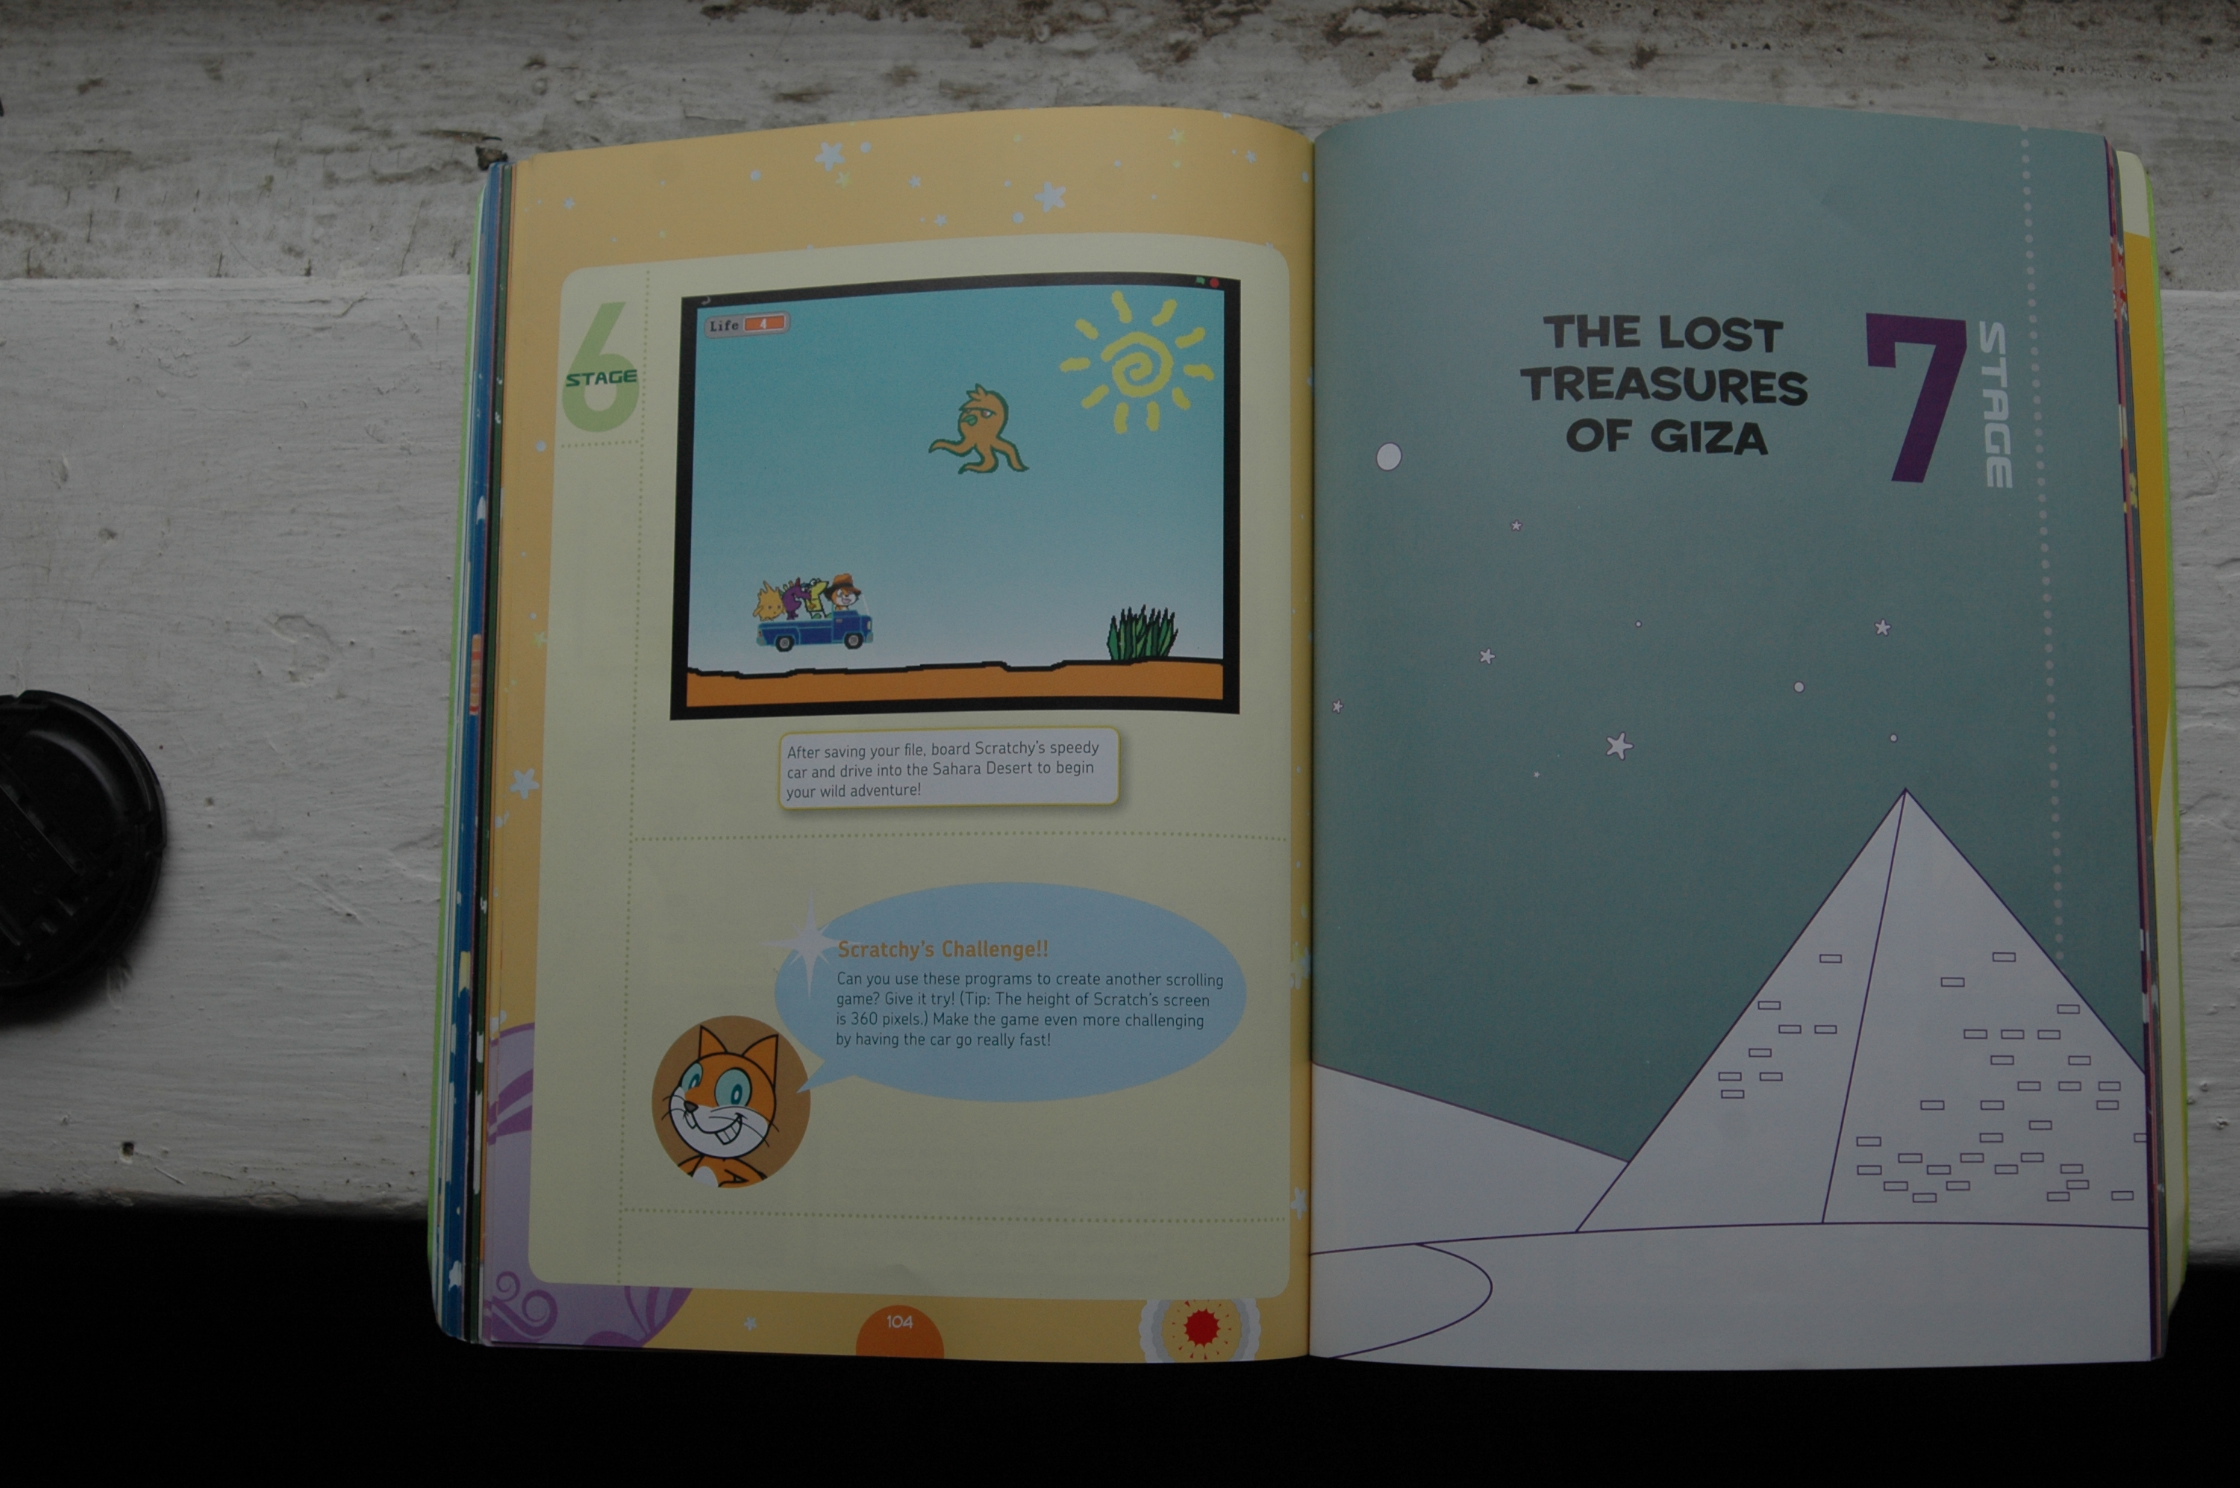 6
STAGE
Life 4
After saving your file, board Scratchy's speedy
car and drive into the Sahara Desert to begin
your wild adventure!
Scratchy's Challenge!!
Can you use these programs to create another scrolling
game? Give it try! (Tip: The height of Scratch's screen
is 360 pixels.) Make the game even more challenging
by having the car go really fast!
104
THE LOST
TREASURES
OF GIZA
7
STAGE